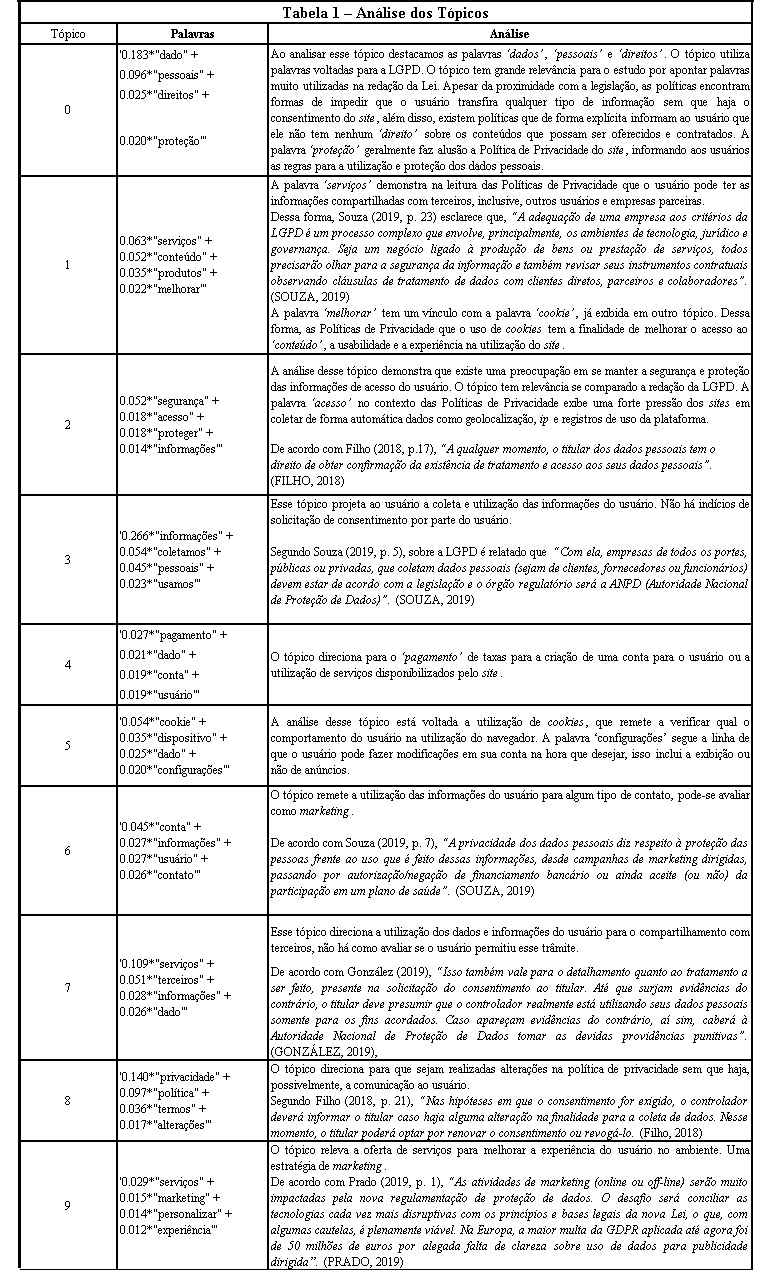 Tabela 1 – Análise dos Tópicos
Tópico Palavras Análise
0
'0.183*"dado" +
0.096*"pessoais" +
0.025*"direitos" +
0.020*"proteção"'
Ao analisar esse tópico destacamos as palavras ‘dados’, ‘pessoais’ e ‘direitos’. O tópico utiliza
palavras voltadas para a LGPD. O tópico tem grande relevância para o estudo por apontar palavras
muito utilizadas na redação da Lei. Apesar da proximidade com a legislação, as políticas encontram
formas de impedir que o usuário transfira qualquer tipo de informação sem que haja o
consentimento do site, além disso, existem políticas que de forma explícita informam ao usuário que
ele não tem nenhum ‘direito’ sobre os conteúdos que possam ser oferecidos e contratados. A
palavra ‘proteção’ geralmente faz alusão a Política de Privacidade do site, informando aos usuários
as regras para a utilização e proteção dos dados pessoais.
1
0.063*"serviços" +
0.052*"conteúdo" +
0.035*"produtos" +
0.022*"melhorar"'
A palavra ‘serviços’ demonstra na leitura das Políticas de Privacidade que o usuário pode ter as
informações compartilhadas com terceiros, inclusive, outros usuários e empresas parceiras.
Dessa forma, Souza (2019, p. 23) esclarece que, “A adequação de uma empresa aos critérios da
LGPD é um processo complexo que envolve, principalmente, os ambientes de tecnologia, jurídico e
governança. Seja um negócio ligado à produção de bens ou prestação de serviços, todos
precisarão olhar para a segurança da informação e também revisar seus instrumentos contratuais
observando cláusulas de tratamento de dados com clientes diretos, parceiros e colaboradores”.
(SOUZA, 2019)
A palavra ‘melhorar’ tem um vínculo com a palavra ‘cookie’, já exibida em outro tópico. Dessa
forma, as Políticas de Privacidade que o uso de cookies tem a finalidade de melhorar o acesso ao
‘conteúdo’, a usabilidade e a experiência na utilização do site.
2
0.052*"segurança" +
0.018*"acesso" +
0.018*"proteger" +
0.014*"informações"'
A análise desse tópico demonstra que existe uma preocupação em se manter a segurança e proteção
das informações de acesso do usuário. O tópico tem relevância se comparado a redação da LGPD. A
palavra ‘acesso’ no contexto das Políticas de Privacidade exibe uma forte pressão dos sites em
coletar de forma automática dados como geolocalização, ip e registros de uso da plataforma.
De acordo com Filho (2018, p.17), “A qualquer momento, o titular dos dados pessoais tem o
direito de obter confirmação da existência de tratamento e acesso aos seus dados pessoais”.
(FILHO, 2018)
3
'0.266*"informações" +
0.054*"coletamos" +
0.045*"pessoais" +
0.023*"usamos"'
Esse tópico projeta ao usuário a coleta e utilização das informações do usuário. Não há indícios de
solicitação de consentimento por parte do usuário.
Segundo Souza (2019, p. 5), sobre a LGPD é relatado que “Com ela, empresas de todos os portes,
públicas ou privadas, que coletam dados pessoais (sejam de clientes, fornecedores ou funcionários)
devem estar de acordo com a legislação e o órgão regulatório será a ANPD (Autoridade Nacional
de Proteção de Dados)”. (SOUZA, 2019)
4
'0.027*"pagamento" +
0.021*"dado" +
0.019*"conta" +
0.019*"usuário"'
O tópico direciona para o ‘pagamento’ de taxas para a criação de uma conta para o usuário ou a
utilização de serviços disponibilizados pelo site.
5
'0.054*"cookie" +
0.035*"dispositivo" +
0.025*"dado" +
0.020*"configurações"'
A análise desse tópico está voltada a utilização de cookies, que remete a verificar qual o
comportamento do usuário na utilização do navegador. A palavra ‘configurações’ segue a linha de
que o usuário pode fazer modificações em sua conta na hora que desejar, isso inclui a exibição ou
não de anúncios.
6
'0.045*"conta" +
0.027*"informações" +
0.027*"usuário" +
0.026*"contato"'
O tópico remete a utilização das informações do usuário para algum tipo de contato, pode-se avaliar
como marketing.
De acordo com Souza (2019, p. 7), “A privacidade dos dados pessoais diz respeito à proteção das
pessoas frente ao uso que é feito dessas informações, desde campanhas de marketing dirigidas,
passando por autorização/negação de financiamento bancário ou ainda aceite (ou não) da
participação em um plano de saúde”. (SOUZA, 2019)
7
'0.109*"serviços" +
0.051*"terceiros" +
0.028*"informações" +
0.026*"dado"'
Esse tópico direciona a utilização dos dados e informações do usuário para o compartilhamento com
terceiros, não há como avaliar se o usuário permitiu esse trâmite.
De acordo com González (2019), “Isso também vale para o detalhamento quanto ao tratamento a
ser feito, presente na solicitação do consentimento ao titular. Até que surjam evidências do
contrário, o titular deve presumir que o controlador realmente está utilizando seus dados pessoais
somente para os fins acordados. Caso apareçam evidências do contrário, aí sim, caberá à
Autoridade Nacional de Proteção de Dados tomar as devidas providências punitivas”.
(GONZÁLEZ, 2019),
8
'0.140*"privacidade" +
0.097*"política" +
0.036*"termos" +
0.017*"alterações"'
O tópico direciona para que sejam realizadas alterações na política de privacidade sem que haja,
possivelmente, a comunicação ao usuário.
Segundo Filho (2018, p. 21), “Nas hipóteses em que o consentimento for exigido, o controlador
deverá informar o titular caso haja alguma alteração na finalidade para a coleta de dados. Nesse
momento, o titular poderá optar por renovar o consentimento ou revogá-lo. (Filho, 2018)
9
'0.029*"serviços" +
0.015*"marketing" +
0.014*"personalizar" +
0.012*"experiência"'
O tópico releva a oferta de serviços para melhorar a experiência do usuário no ambiente. Uma
estratégia de marketing.
De acordo com Prado (2019, p. 1), “As atividades de marketing (online ou off-line) serão muito
impactadas pela nova regulamentação de proteção de dados. O desafio será conciliar as
tecnologias cada vez mais disruptivas com os princípios e bases legais da nova Lei, o que, com
algumas cautelas, é plenamente viável. Na Europa, a maior multa da GDPR aplicada até agora foi
de 50 milhões de euros por alegada falta de clareza sobre uso de dados para publicidade
dirigida”. (PRADO, 2019)